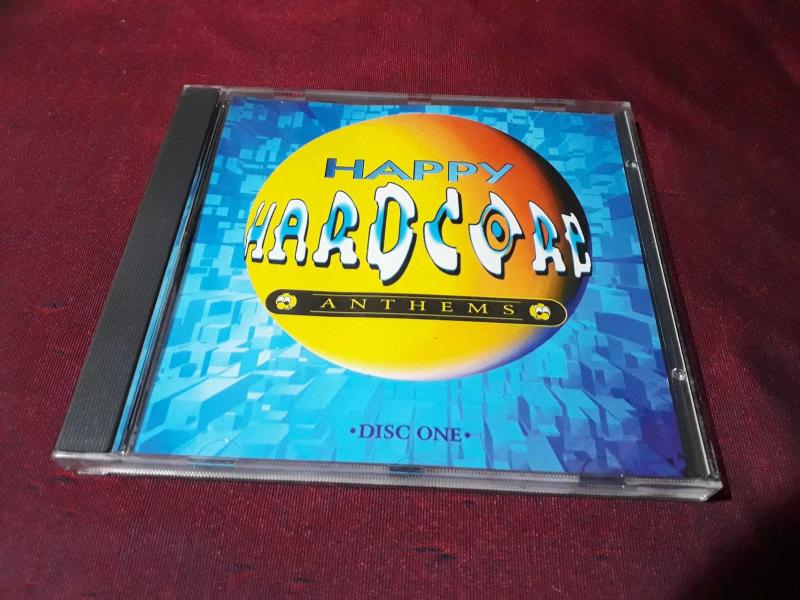 HAPPY
HARDCORE
ANTHEMS
•DISC ONE•